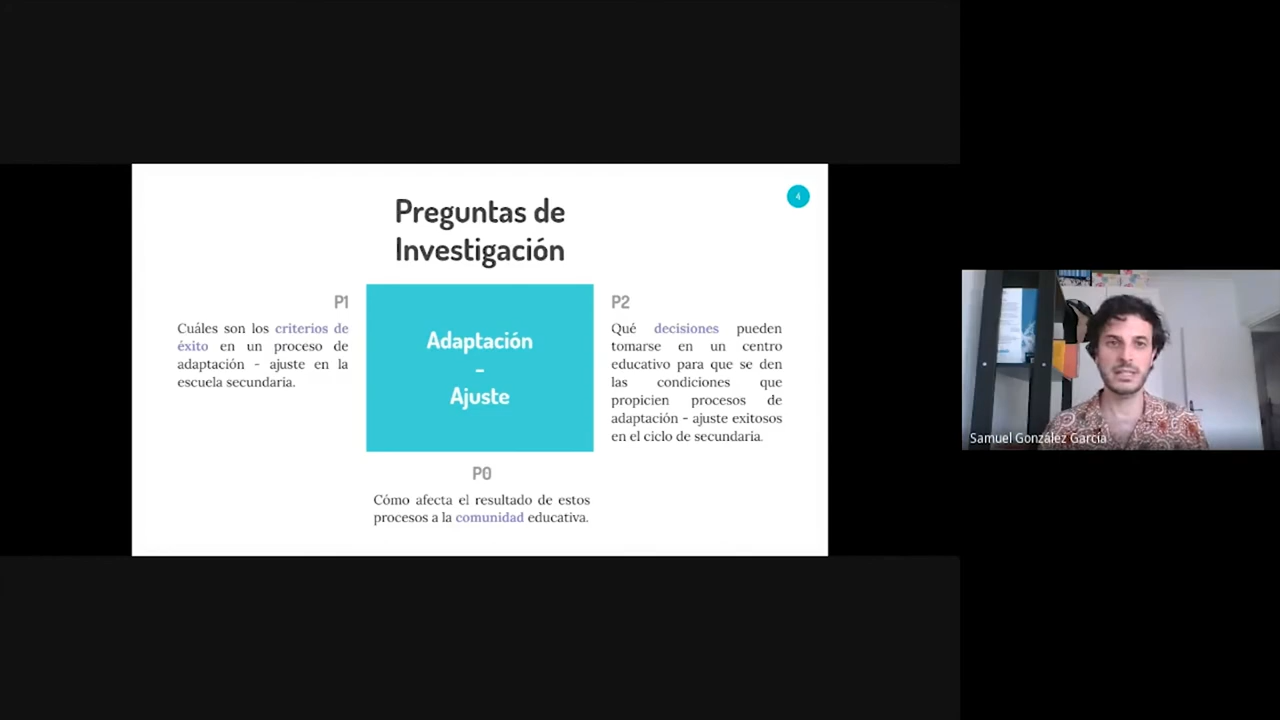 4
Preguntas de
Investigación
P1
Cuáles son los criterios de
éxito en un proceso de
adaptación - ajuste en la
escuela secundaria.
Adaptación
-
Ajuste
P2
Qué decisiones pueden
tomarse en un centro
educativo para que se den
las condiciones que
propicien procesos de
adaptación - ajuste exitosos
en el ciclo de secundaria.
P0
Cómo afecta el resultado de estos
procesos a la comunidad educativa.
Samuel González García